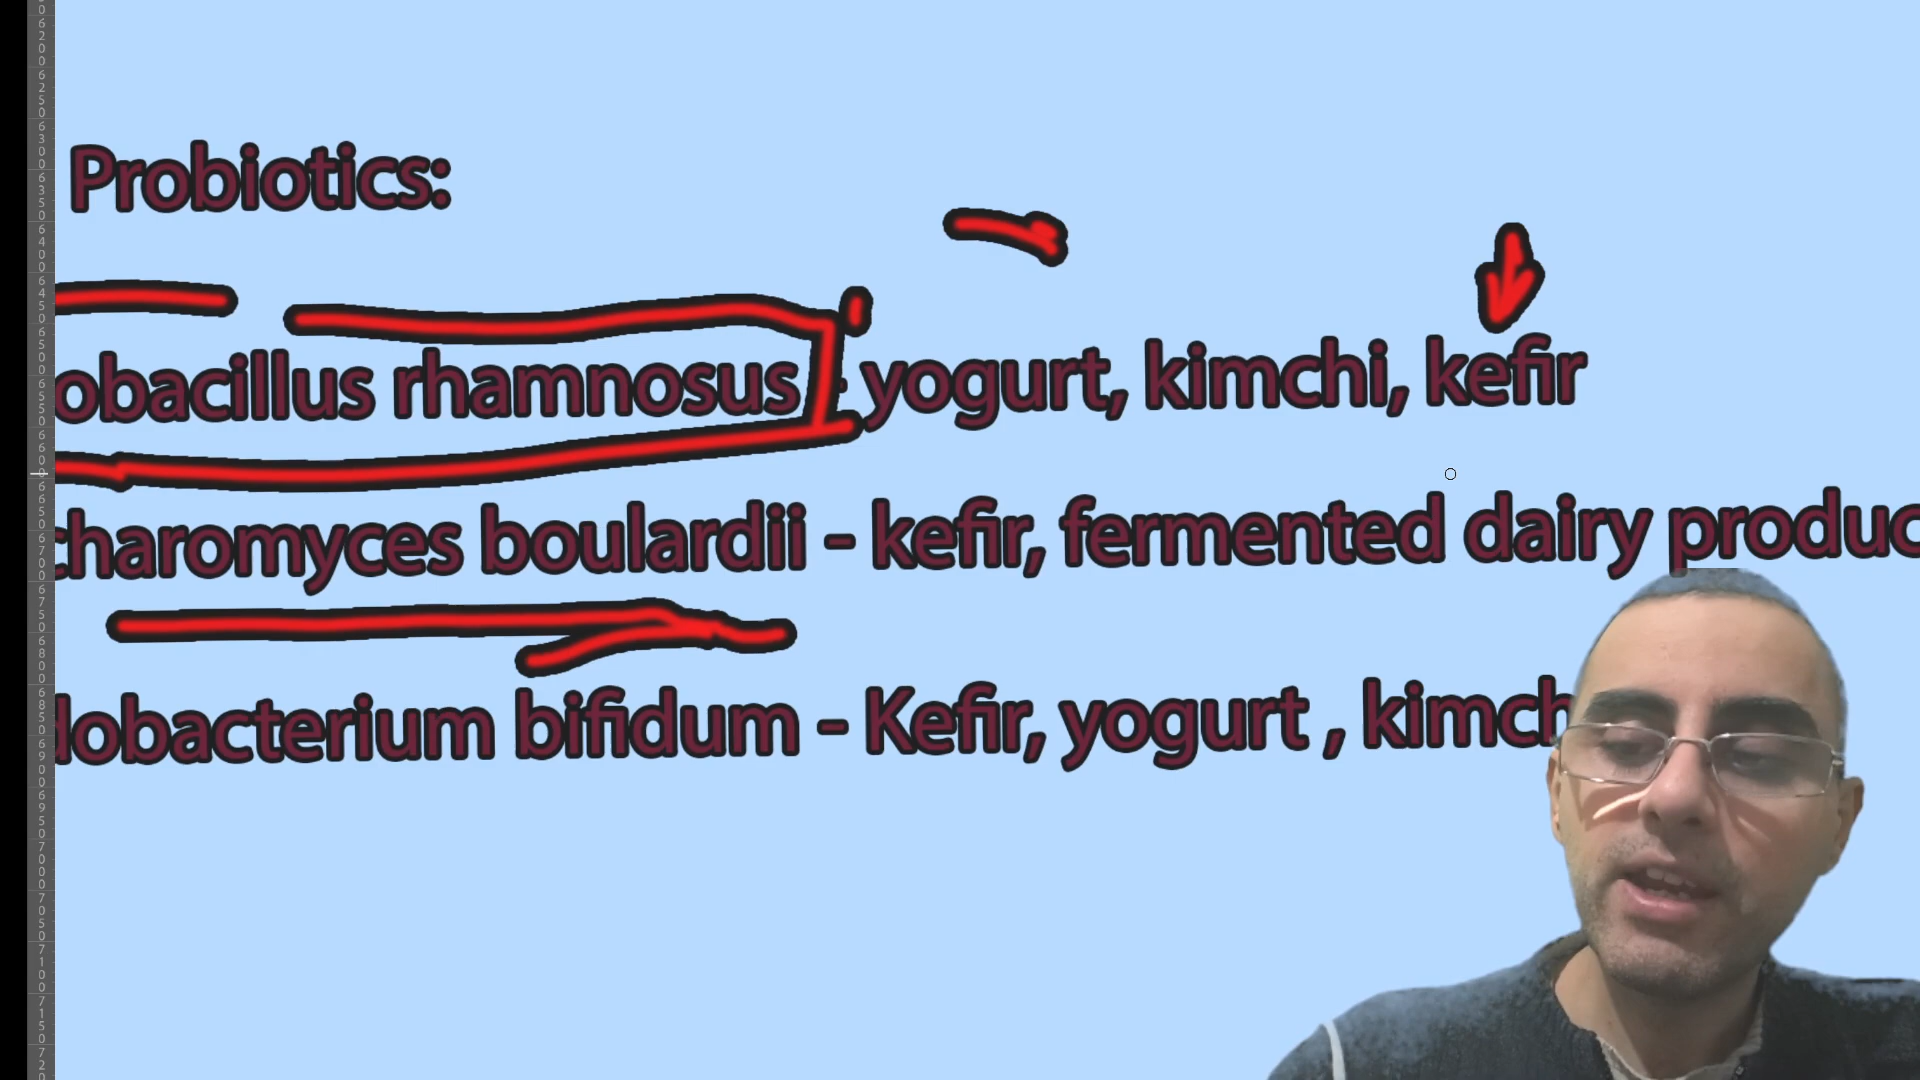 Probiotics:
obacillus rhamnosus - yogurt, kimchi, kefir
charomyces boulardii - kefir, fermented dairy produc
dobacterium bifidum - Kefir, yogurt , kimch